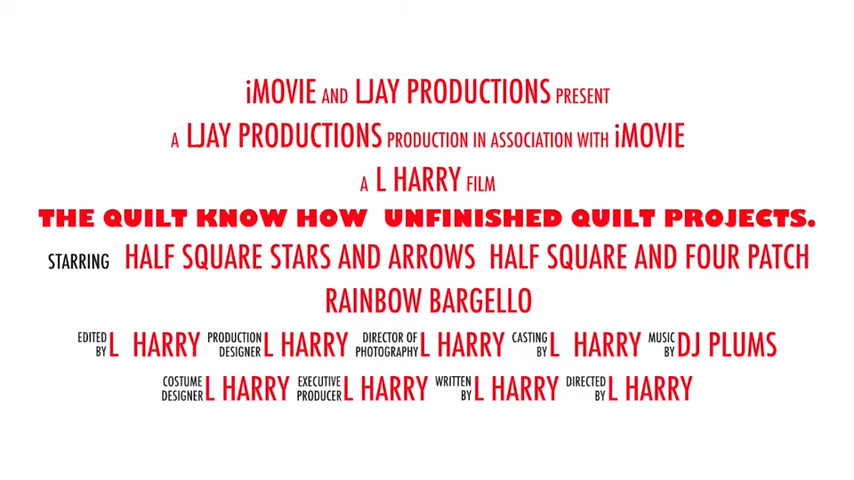 iMOVIE AND LJAY PRODUCTIONS PRESENT
A LJAY PRODUCTIONS PRODUCTION IN ASSOCIATION WITH iMOVIE
A L HARRY FILM
THE QUILT KNOW HOW UNFINISHED QUILT PROJECTS.
STARRING HALF SQUARE STARS AND ARROWS HALF SQUARE AND FOUR PATCH
RAINBOW BARGELLO
EDITED BY L HARRY PRODUCTION DESIGNER L HARRY DIRECTOR OF PHOTOGRAPHY L HARRY CASTING BY L HARRY MUSIC BY DJ PLUMS
COSTUME DESIGNER L HARRY EXECUTIVE PRODUCER L HARRY WRITTEN BY L HARRY DIRECTED BY L HARRY